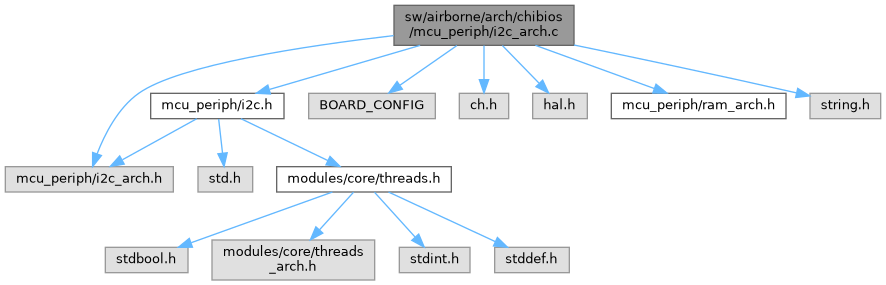 sw/airborne/arch/chibios
/mcu_periph/i2c_arch.c
mcu_periph/i2c.h
BOARD_CONFIG
ch.h
hal.h
mcu_periph/ram_arch.h
string.h
mcu_periph/i2c_arch.h
std.h
modules/core/threads.h
stdbool.h
modules/core/threads
_arch.h
stdint.h
stddef.h